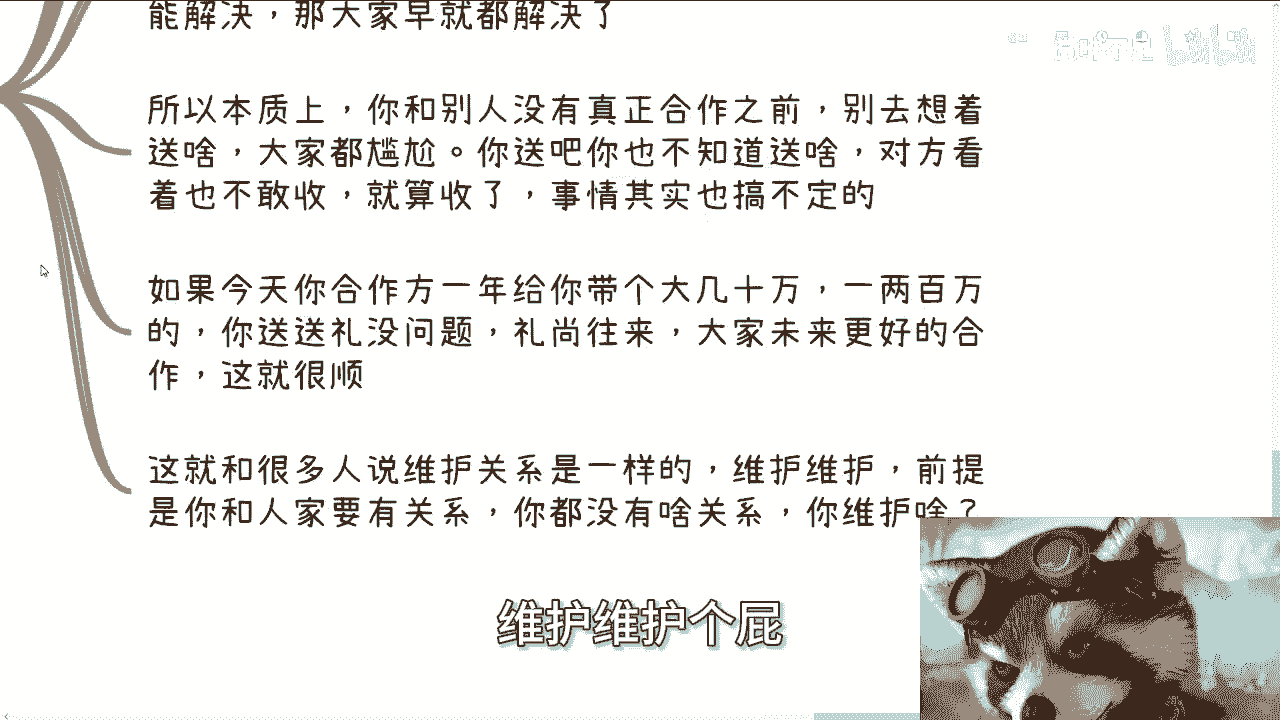 能解决，那大家早就都解决了
所以本质上，你和别人没有真正合作之前，别去想着
送啥，大家都尴尬。你送吧你也不知道送啥，对方看
着也不敢收，就算收了，事情其实也搞不定的
如果今天你合作方一年给你带个大几十万，一两百万
的，你送送礼没问题，礼尚往来，大家未来更好的合
作，这就很顺
这就和很多人说维护关系是一样的，维护维护，前提
是你和人家要有关系，你都没有啥关系，你维护啥？
维护维护个屁